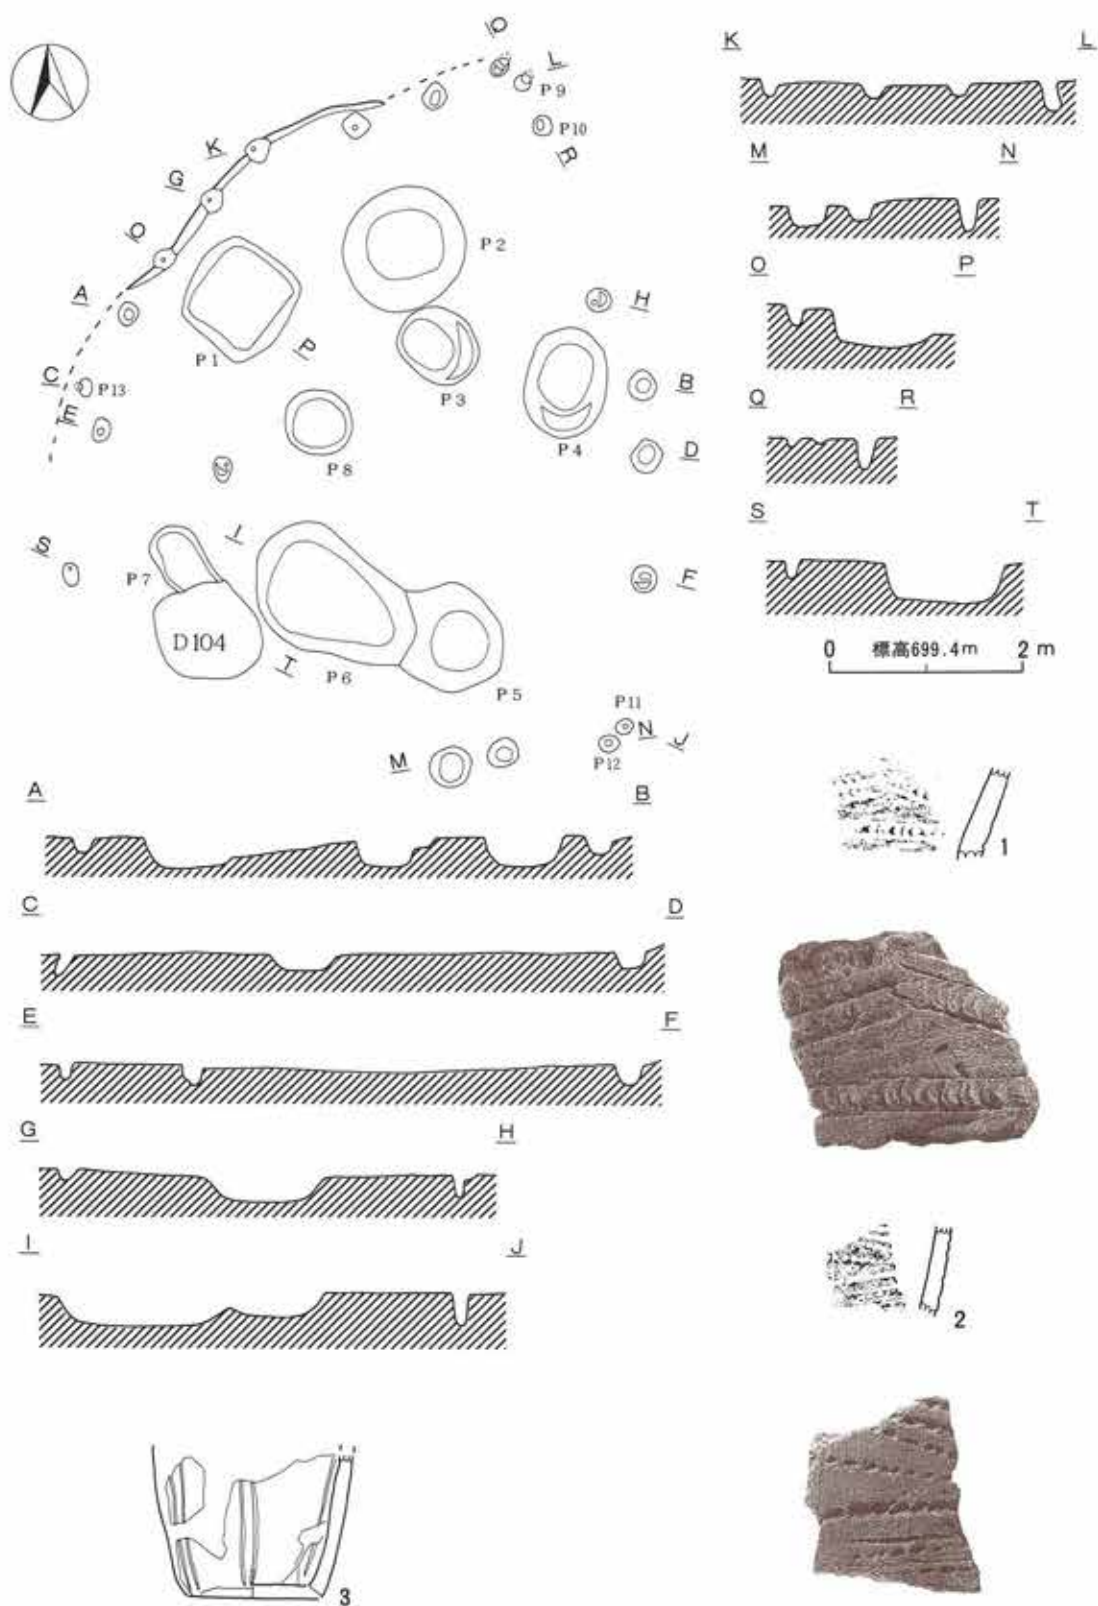 K L
M N
O P
Q R
S T
0 標高699.4m 2 m
Q
L
P9
P10
R
K
G
O
P2
A
P1
P
H
C
P13
E
P3
B
P8
P4
D
S
I
P7
F
D104
T
P6
P5
P11
N
J
M
P12
A B
C D
E F
G H
I J
1
2
3